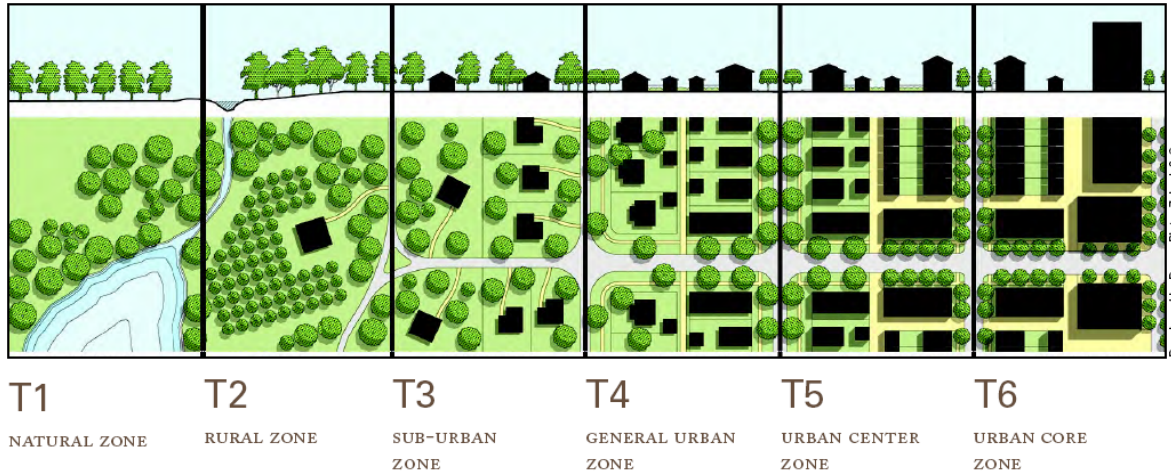 T1
NATURAL ZONE
T2
RURAL ZONE
T3
SUB-URBAN
ZONE
T4
GENERAL URBAN
ZONE
T5
URBAN CENTER
ZONE
T6
URBAN CORE
ZONE